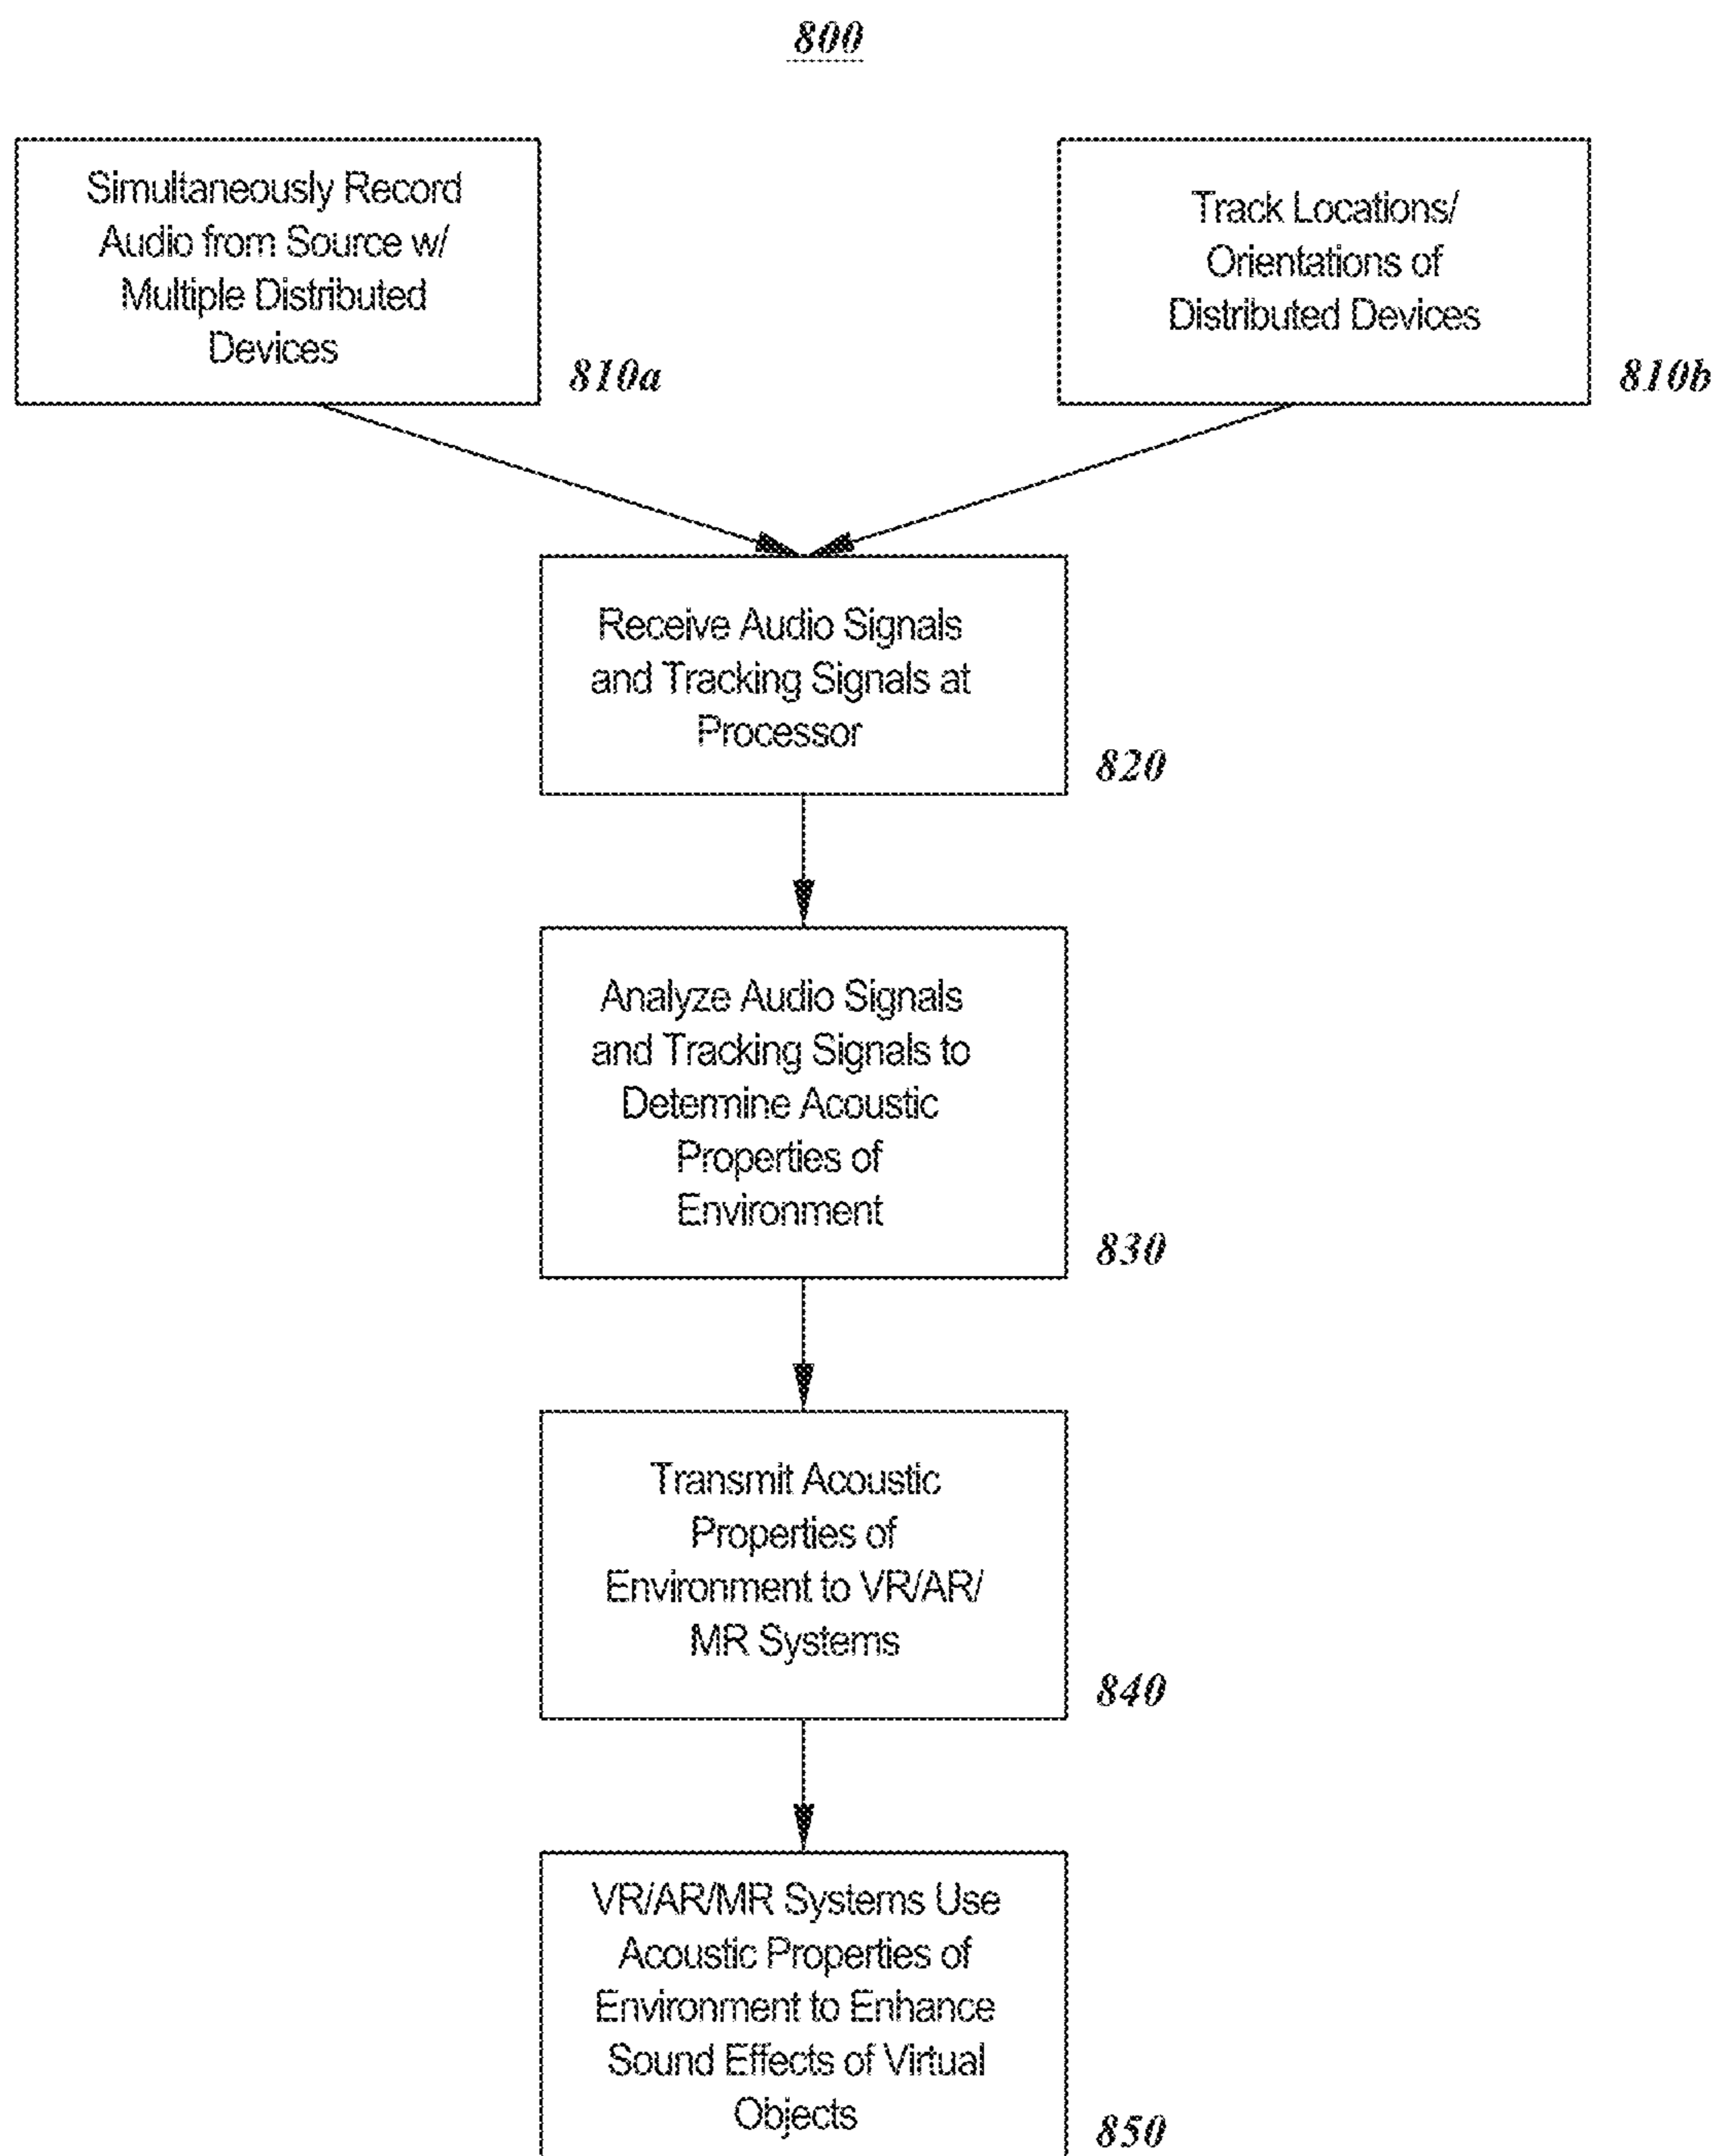 800
Simultaneously Record
Audio from Source w/
Multiple Distributed
Devices
810a
Track Locations/
Orientations of
Distributed Devices
810b
Receive Audio Signals
and Tracking Signals at
Processor
820
Analyze Audio Signals
and Tracking Signals to
Determine Acoustic
Properties of
Environment
830
Transmit Acoustic
Properties of
Environment to VR/AR/
MR Systems
840
VR/AR/MR Systems Use
Acoustic Properties of
Environment to Enhance
Sound Effects of Virtual
Objects
850